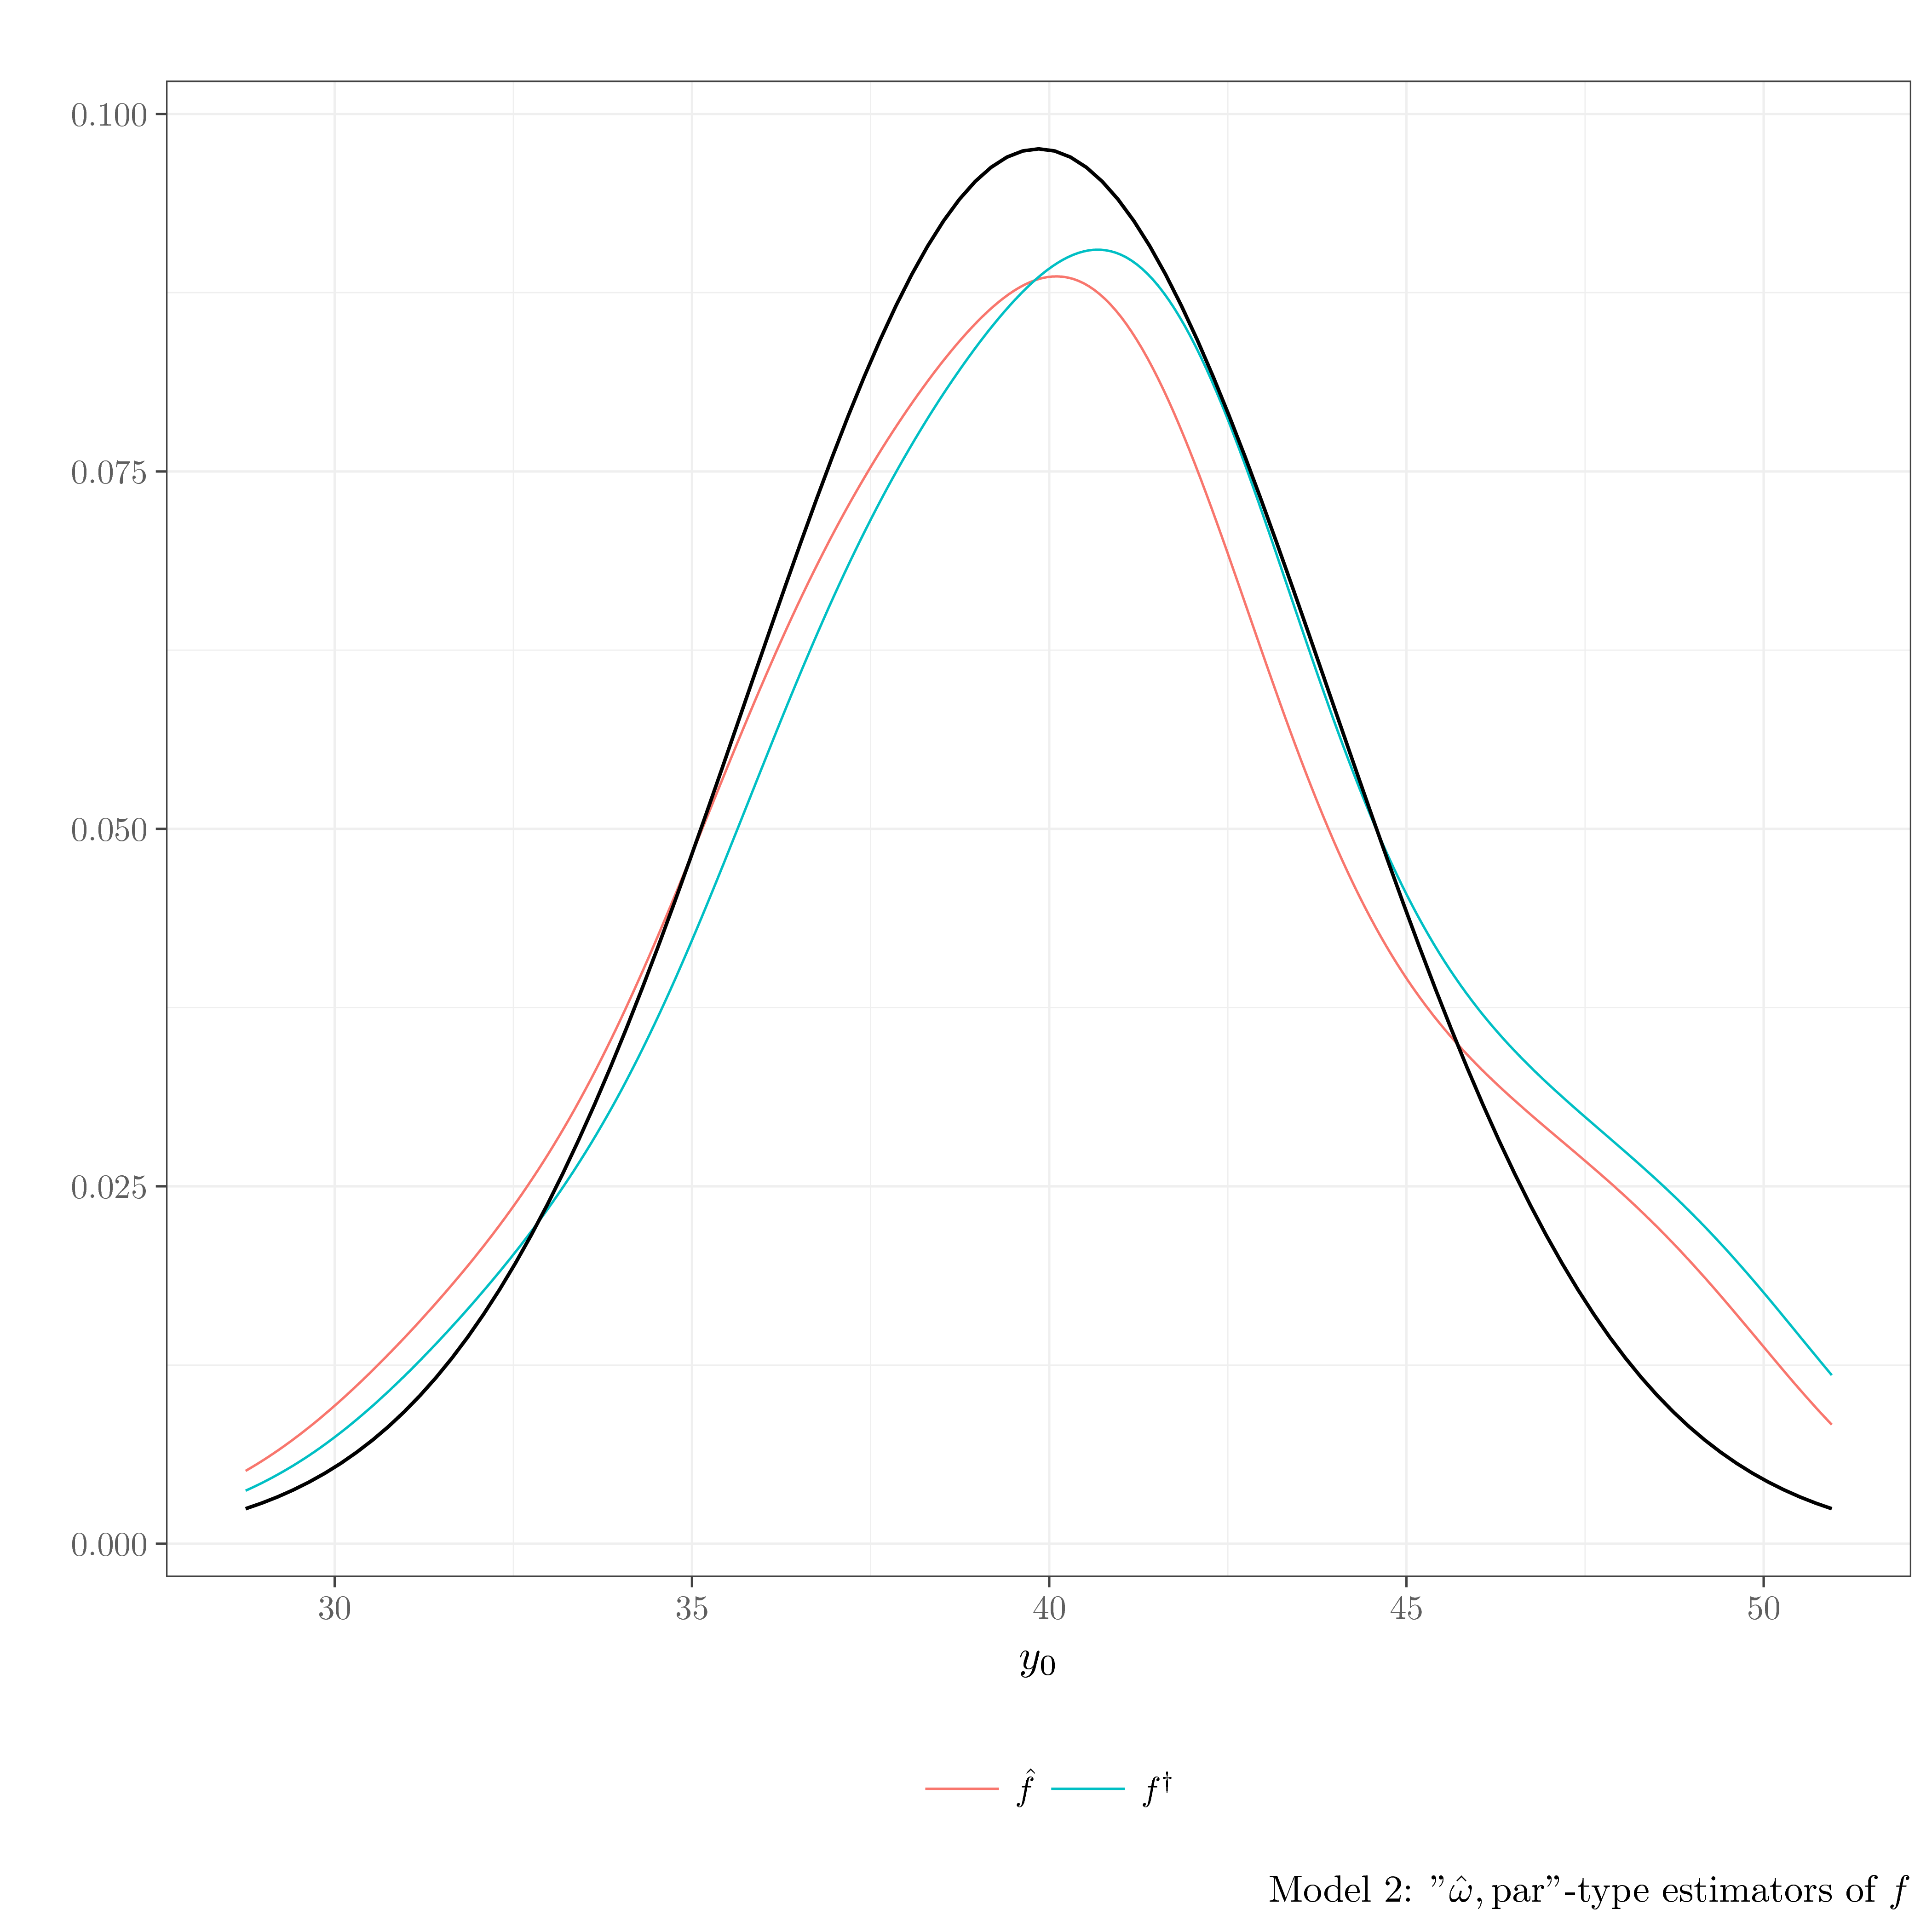 0.100
0.075
0.050
0.025
0.000
30 35 40 45 50
y₀
f̂ f†
Model 2: ”ω̂, par”-type estimators of f